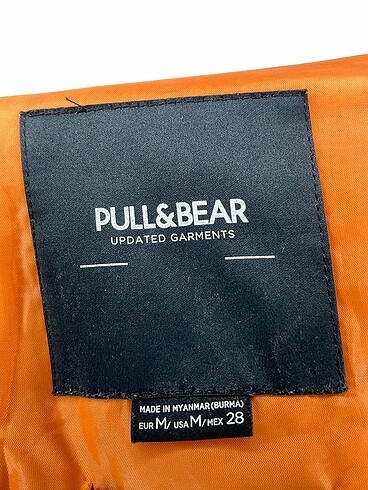 PULL&BEAR
UPDATED GARMENTS
MADE IN MYANMAR (BURMA)
EUR M/ USA M/ MEX 28